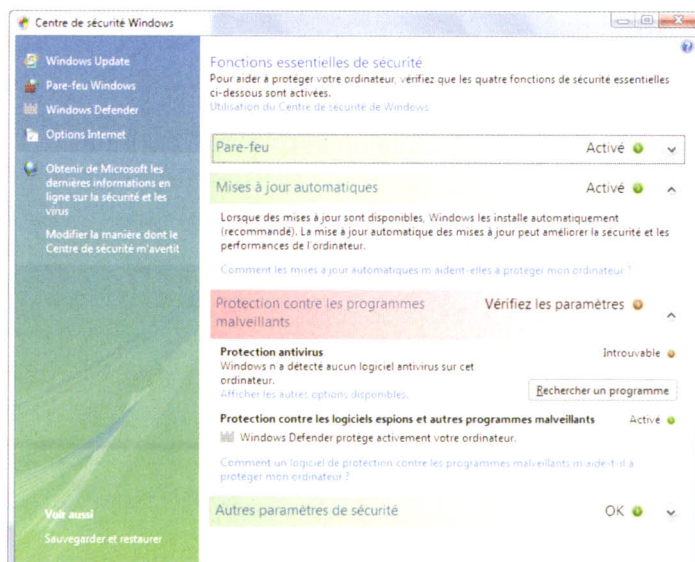 Centre de sécurité Windows
Windows Update
Pare-feu Windows
Windows Defender
Options Internet
Obtenir de Microsoft les
dernières informations en
ligne sur la sécurité et les
virus
Modifier la manière dont le
Centre de sécurité m'avertit
Voir aussi
Sauvegarder et restaurer
Fonctions essentielles de sécurité
Pour aider à protéger votre ordinateur, vérifiez que les quatre fonctions de sécurité essentielles
ci-dessous sont activées.
Utilisation du Centre de sécurité de Windows
Pare-feu Activé
Mises à jour automatiques Activé
Lorsque des mises à jour sont disponibles, Windows les installe automatiquement
(recommandé). La mise à jour automatique des mises à jour peut améliorer la sécurité et les
performances de l'ordinateur.
Comment les mises à jour automatiques m'aident-elles à protéger mon ordinateur ?
Protection contre les programmes Vérifiez les paramètres
malveillants
Protection antivirus Introuvable
Windows n'a détecté aucun logiciel antivirus sur cet
ordinateur.
Afficher les autres options disponibles.
Rechercher un programme
Protection contre les logiciels espions et autres programmes malveillants Activé
Windows Defender protège activement votre ordinateur.
Comment un logiciel de protection contre les programmes malveillants m'aide-t-il à
protéger mon ordinateur ?
Autres paramètres de sécurité OK